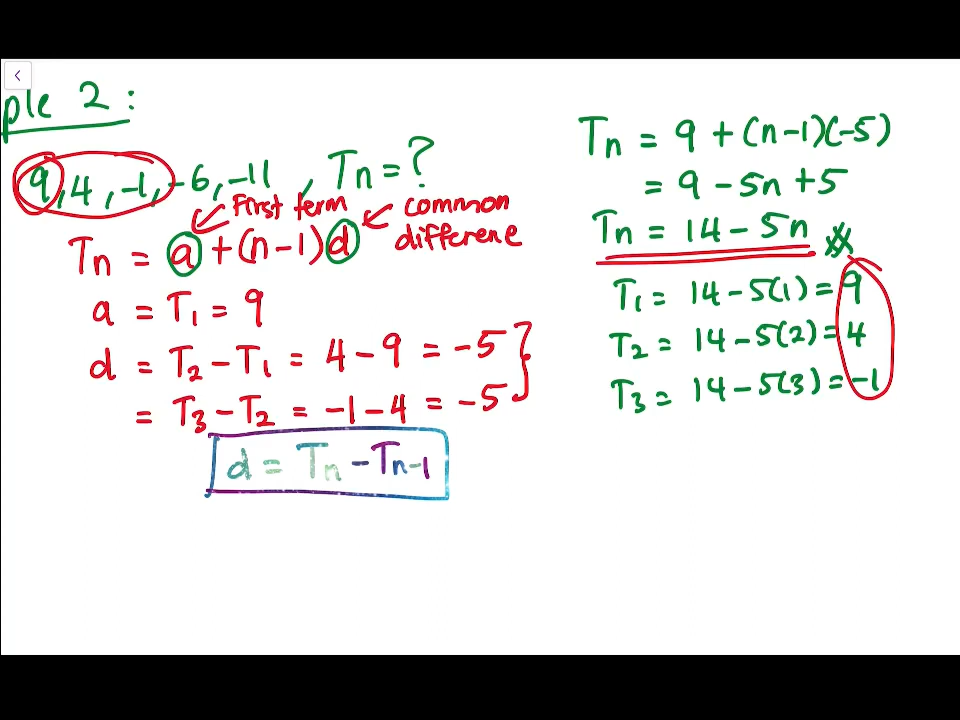 ple 2 :
9, 4, -1, -6, -11, Tn = ?
First term
common differene
Tn = a + (n-1)d
a = T1 = 9
d = T2 - T1 = 4 - 9 = -5
= T3 - T2 = -1 - 4 = -5
d = Tn - Tn-1
Tn = 9 + (n-1)(-5)
= 9 - 5n + 5
Tn = 14 - 5n
T1 = 14 - 5(1) = 9
T2 = 14 - 5(2) = 4
T3 = 14 - 5(3) = -1